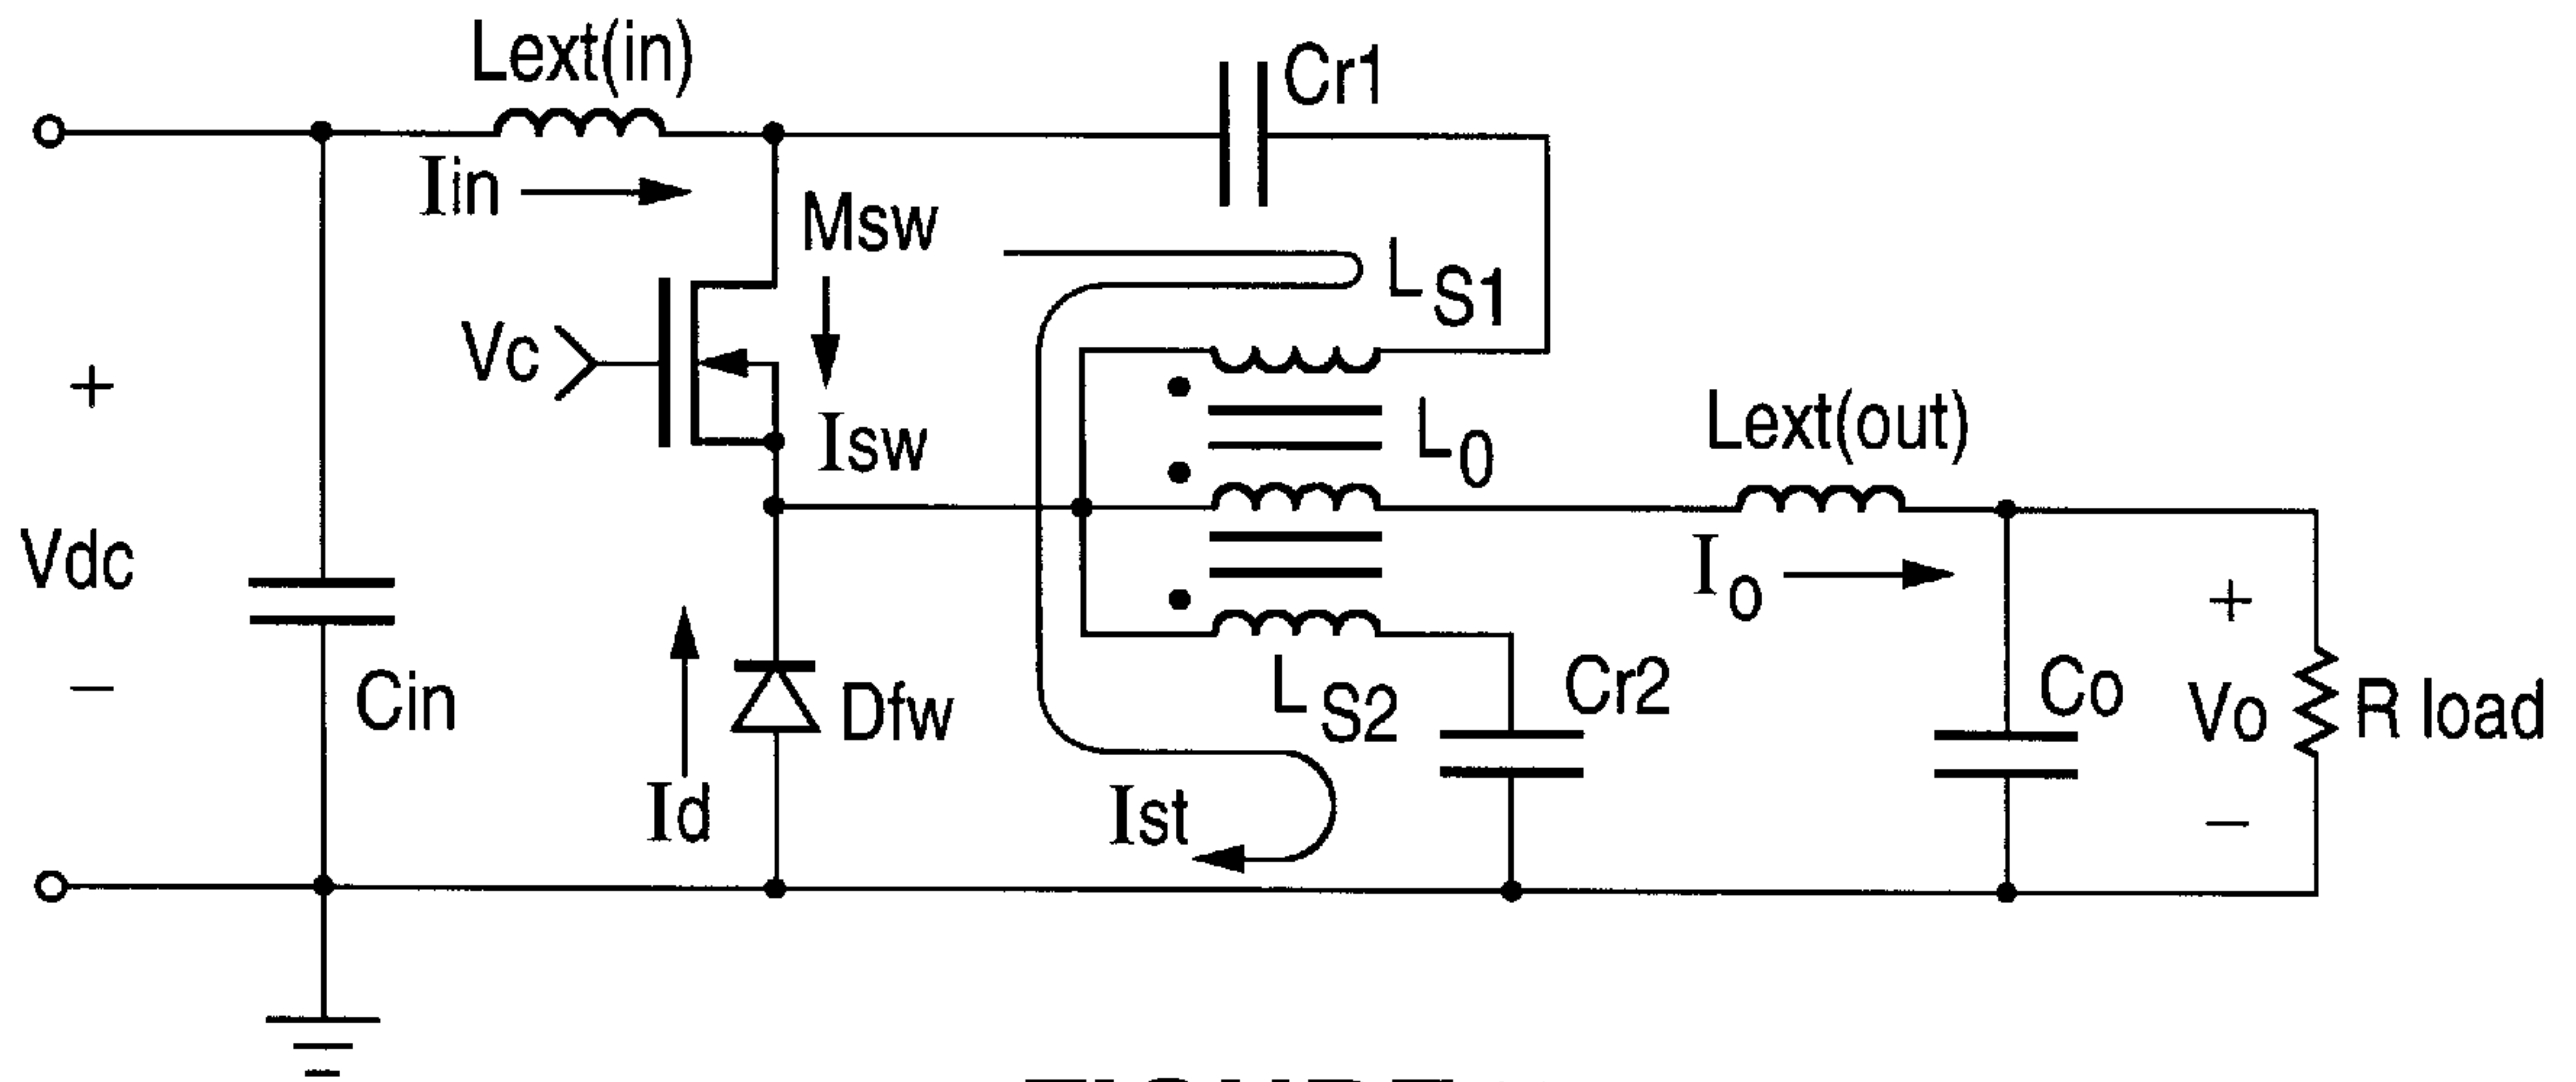 Lext(in)
Cr1
Iin
Msw
LS1
Vc
+
Isw
L0
Lext(out)
Vdc
Io
+
−
Cin
Id
Dfw
LS2
Cr2
Ist
Co
Vo
R load
−